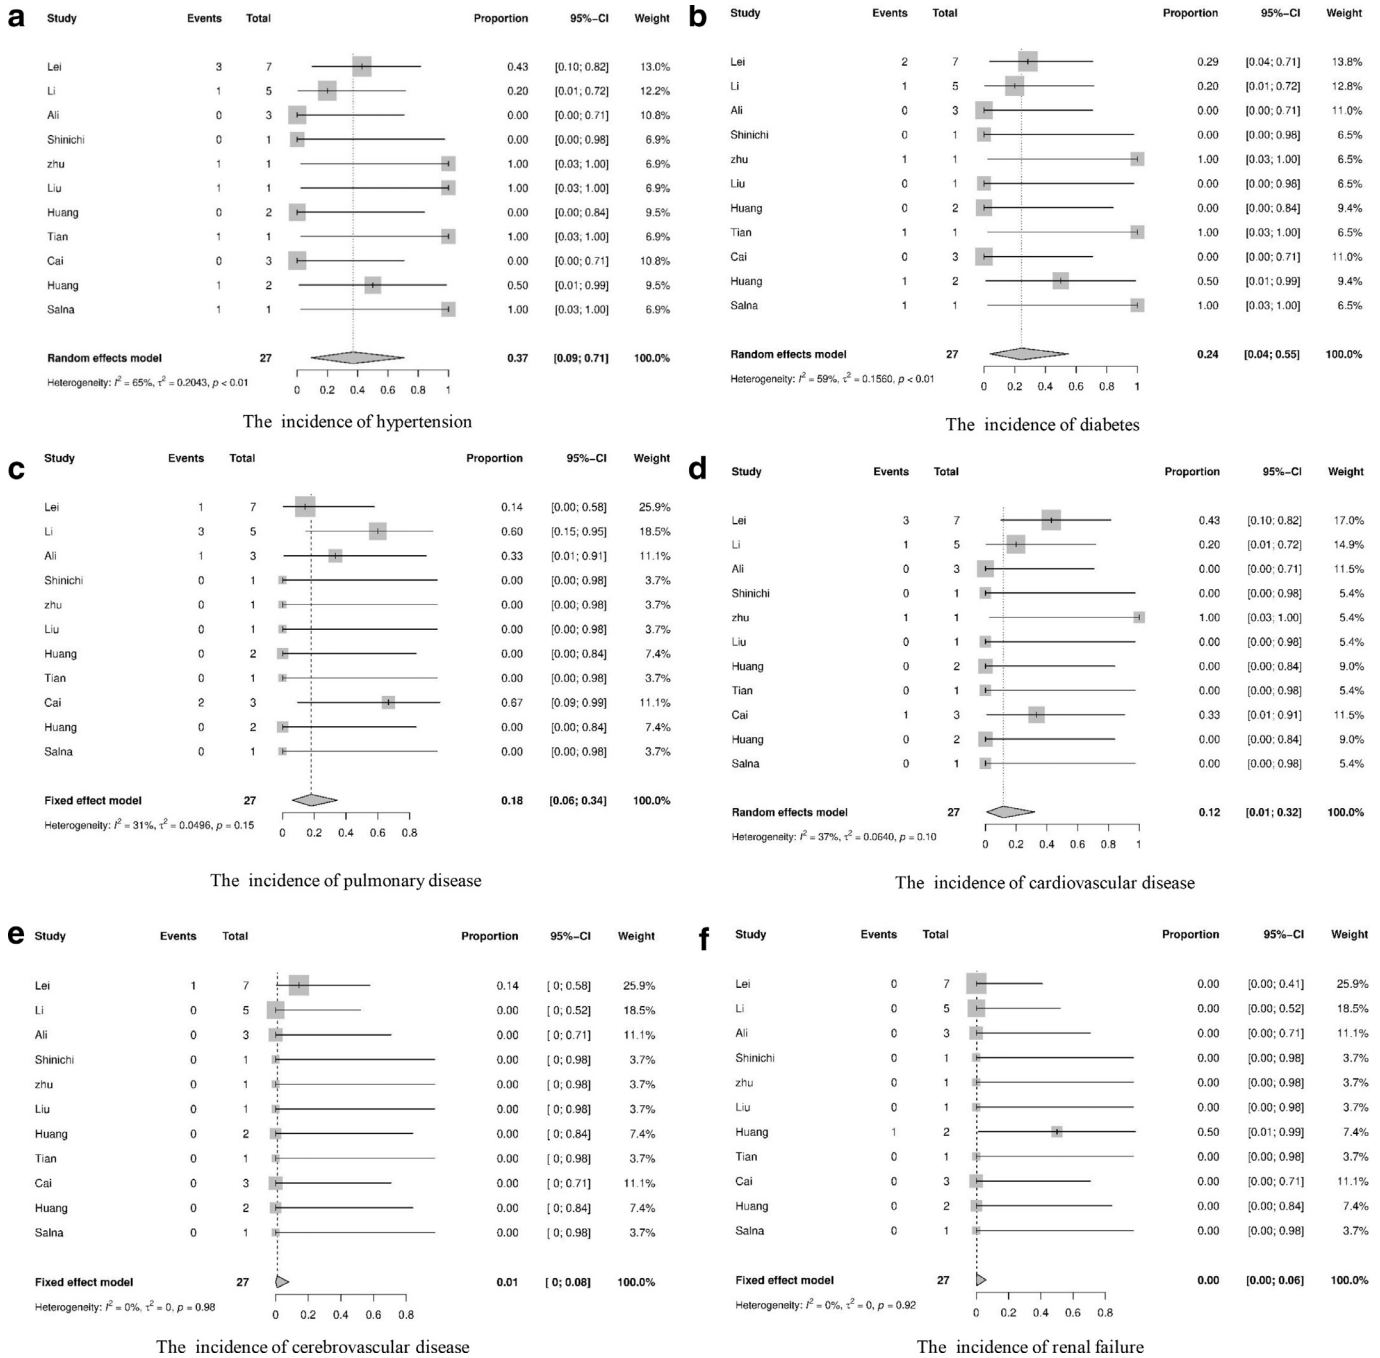 a
Study Events Total Proportion 95%−CI Weight
Lei 3 7 0.43 [0.10; 0.82] 13.0%
Li 1 5 0.20 [0.01; 0.72] 12.2%
Ali 0 3 0.00 [0.00; 0.71] 10.8%
Shinichi 0 1 0.00 [0.00; 0.98] 6.9%
zhu 1 1 1.00 [0.03; 1.00] 6.9%
Liu 1 1 1.00 [0.03; 1.00] 6.9%
Huang 0 2 0.00 [0.00; 0.84] 9.5%
Tian 1 1 1.00 [0.03; 1.00] 6.9%
Cai 0 3 0.00 [0.00; 0.71] 10.8%
Huang 1 2 0.50 [0.01; 0.99] 9.5%
Salna 1 1 1.00 [0.03; 1.00] 6.9%
Random effects model 27 0.37 [0.09; 0.71] 100.0%
Heterogeneity: I² = 65%, τ² = 0.2043, p < 0.01
0 0.2 0.4 0.6 0.8 1
The incidence of hypertension
b
Study Events Total Proportion 95%−CI Weight
Lei 2 7 0.29 [0.04; 0.71] 13.8%
Li 1 5 0.20 [0.01; 0.72] 12.8%
Ali 0 3 0.00 [0.00; 0.71] 11.0%
Shinichi 0 1 0.00 [0.00; 0.98] 6.5%
zhu 1 1 1.00 [0.03; 1.00] 6.5%
Liu 0 1 0.00 [0.00; 0.98] 6.5%
Huang 0 2 0.00 [0.00; 0.84] 9.4%
Tian 1 1 1.00 [0.03; 1.00] 6.5%
Cai 0 3 0.00 [0.00; 0.71] 11.0%
Huang 1 2 0.50 [0.01; 0.99] 9.4%
Salna 1 1 1.00 [0.03; 1.00] 6.5%
Random effects model 27 0.24 [0.04; 0.55] 100.0%
Heterogeneity: I² = 59%, τ² = 0.1560, p < 0.01
0 0.2 0.4 0.6 0.8 1
The incidence of diabetes
c
Study Events Total Proportion 95%−CI Weight
Lei 1 7 0.14 [0.00; 0.58] 25.9%
Li 3 5 0.60 [0.15; 0.95] 18.5%
Ali 1 3 0.33 [0.01; 0.91] 11.1%
Shinichi 0 1 0.00 [0.00; 0.98] 3.7%
zhu 0 1 0.00 [0.00; 0.98] 3.7%
Liu 0 1 0.00 [0.00; 0.98] 3.7%
Huang 0 2 0.00 [0.00; 0.84] 7.4%
Tian 0 1 0.00 [0.00; 0.98] 3.7%
Cai 2 3 0.67 [0.09; 0.99] 11.1%
Huang 0 2 0.00 [0.00; 0.84] 7.4%
Salna 0 1 0.00 [0.00; 0.98] 3.7%
Fixed effect model 27 0.18 [0.06; 0.34] 100.0%
Heterogeneity: I² = 31%, τ² = 0.0496, p = 0.15
0 0.2 0.4 0.6 0.8
The incidence of pulmonary disease
d
Study Events Total Proportion 95%−CI Weight
Lei 3 7 0.43 [0.10; 0.82] 17.0%
Li 1 5 0.20 [0.01; 0.72] 14.9%
Ali 0 3 0.00 [0.00; 0.71] 11.5%
Shinichi 0 1 0.00 [0.00; 0.98] 5.4%
zhu 1 1 1.00 [0.03; 1.00] 5.4%
Liu 0 1 0.00 [0.00; 0.98] 5.4%
Huang 0 2 0.00 [0.00; 0.84] 9.0%
Tian 0 1 0.00 [0.00; 0.98] 5.4%
Cai 1 3 0.33 [0.01; 0.91] 11.5%
Huang 0 2 0.00 [0.00; 0.84] 9.0%
Salna 0 1 0.00 [0.00; 0.98] 5.4%
Random effects model 27 0.12 [0.01; 0.32] 100.0%
Heterogeneity: I² = 37%, τ² = 0.0640, p = 0.10
0 0.2 0.4 0.6 0.8 1
The incidence of cardiovascular disease
e
Study Events Total Proportion 95%−CI Weight
Lei 1 7 0.14 [ 0; 0.58] 25.9%
Li 0 5 0.00 [ 0; 0.52] 18.5%
Ali 0 3 0.00 [ 0; 0.71] 11.1%
Shinichi 0 1 0.00 [ 0; 0.98] 3.7%
zhu 0 1 0.00 [ 0; 0.98] 3.7%
Liu 0 1 0.00 [ 0; 0.98] 3.7%
Huang 0 2 0.00 [ 0; 0.84] 7.4%
Tian 0 1 0.00 [ 0; 0.98] 3.7%
Cai 0 3 0.00 [ 0; 0.71] 11.1%
Huang 0 2 0.00 [ 0; 0.84] 7.4%
Salna 0 1 0.00 [ 0; 0.98] 3.7%
Fixed effect model 27 0.01 [ 0; 0.08] 100.0%
Heterogeneity: I² = 0%, τ² = 0, p = 0.98
0 0.2 0.4 0.6 0.8
The incidence of cerebrovascular disease
f
Study Events Total Proportion 95%−CI Weight
Lei 0 7 0.00 [0.00; 0.41] 25.9%
Li 0 5 0.00 [0.00; 0.52] 18.5%
Ali 0 3 0.00 [0.00; 0.71] 11.1%
Shinichi 0 1 0.00 [0.00; 0.98] 3.7%
zhu 0 1 0.00 [0.00; 0.98] 3.7%
Liu 0 1 0.00 [0.00; 0.98] 3.7%
Huang 1 2 0.50 [0.01; 0.99] 7.4%
Tian 0 1 0.00 [0.00; 0.98] 3.7%
Cai 0 3 0.00 [0.00; 0.71] 11.1%
Huang 0 2 0.00 [0.00; 0.84] 7.4%
Salna 0 1 0.00 [0.00; 0.98] 3.7%
Fixed effect model 27 0.00 [0.00; 0.06] 100.0%
Heterogeneity: I² = 0%, τ² = 0, p = 0.92
0 0.2 0.4 0.6 0.8
The incidence of renal failure